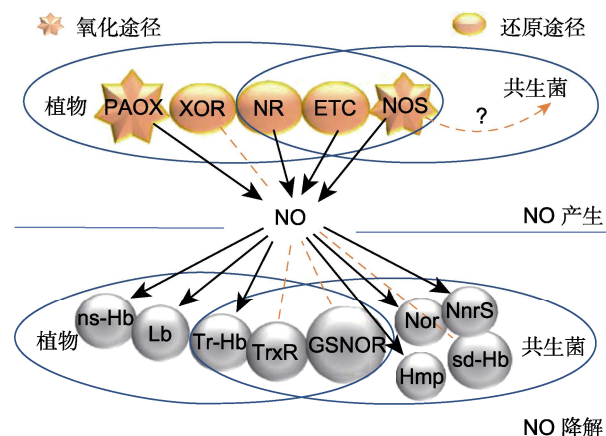 氧化途径 还原途径
植物 PAOX XOR NR ETC NOS 共生菌
?
NO
NO 产生
植物 ns-Hb Lb Tr-Hb TrxR GSNOR Nor NnrS 共生菌
Hmp sd-Hb
NO 降解